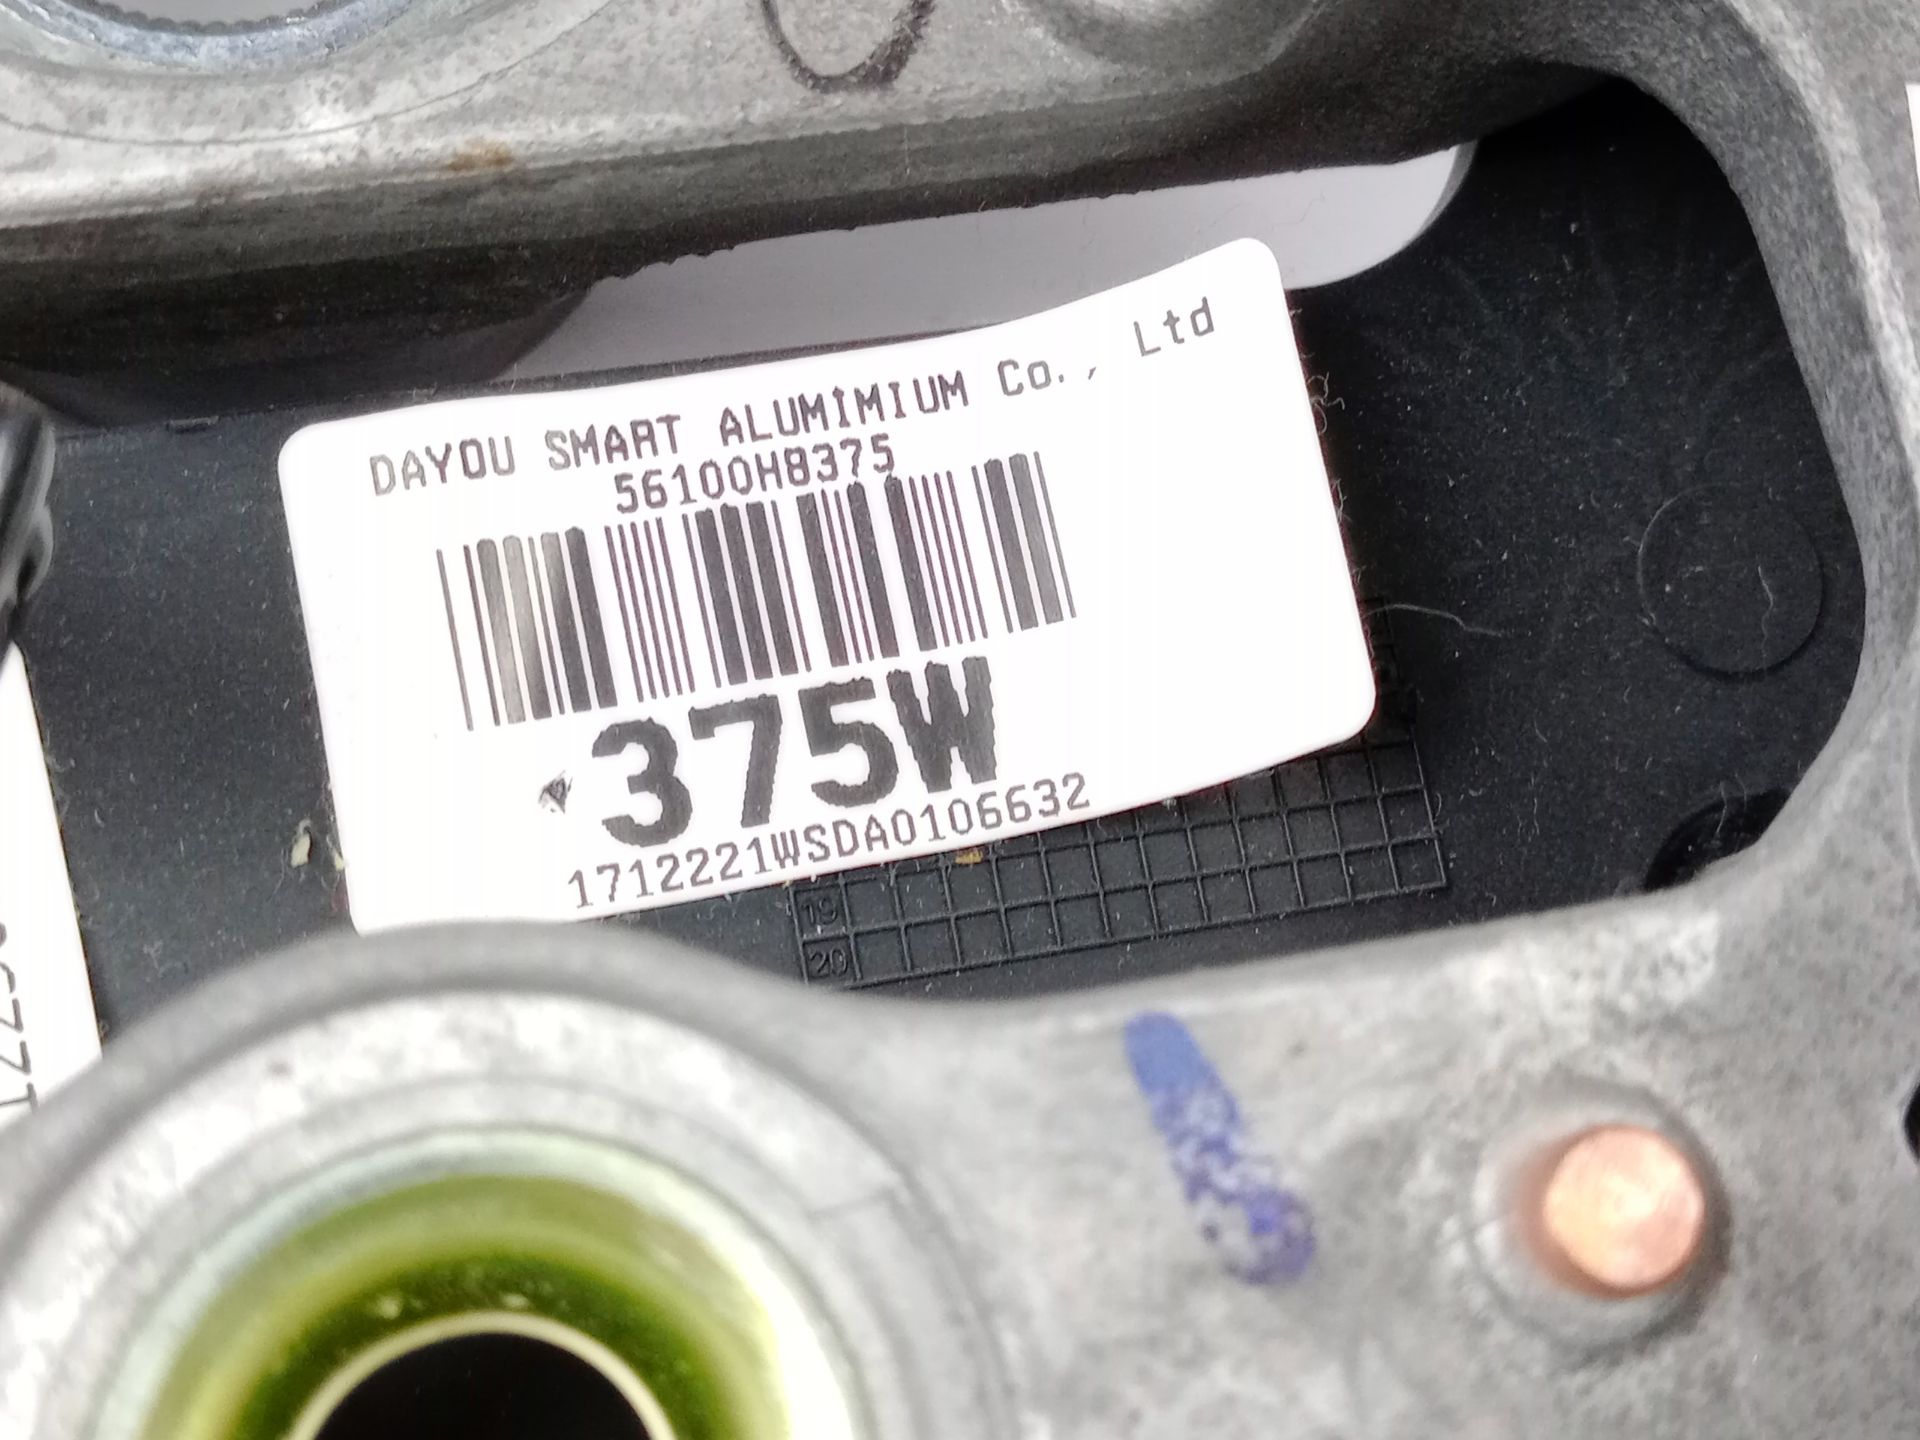 DAYOU SMART ALUMIMIUM Co., Ltd
56100H8375
375W
1712221WSDA0106632
19
20